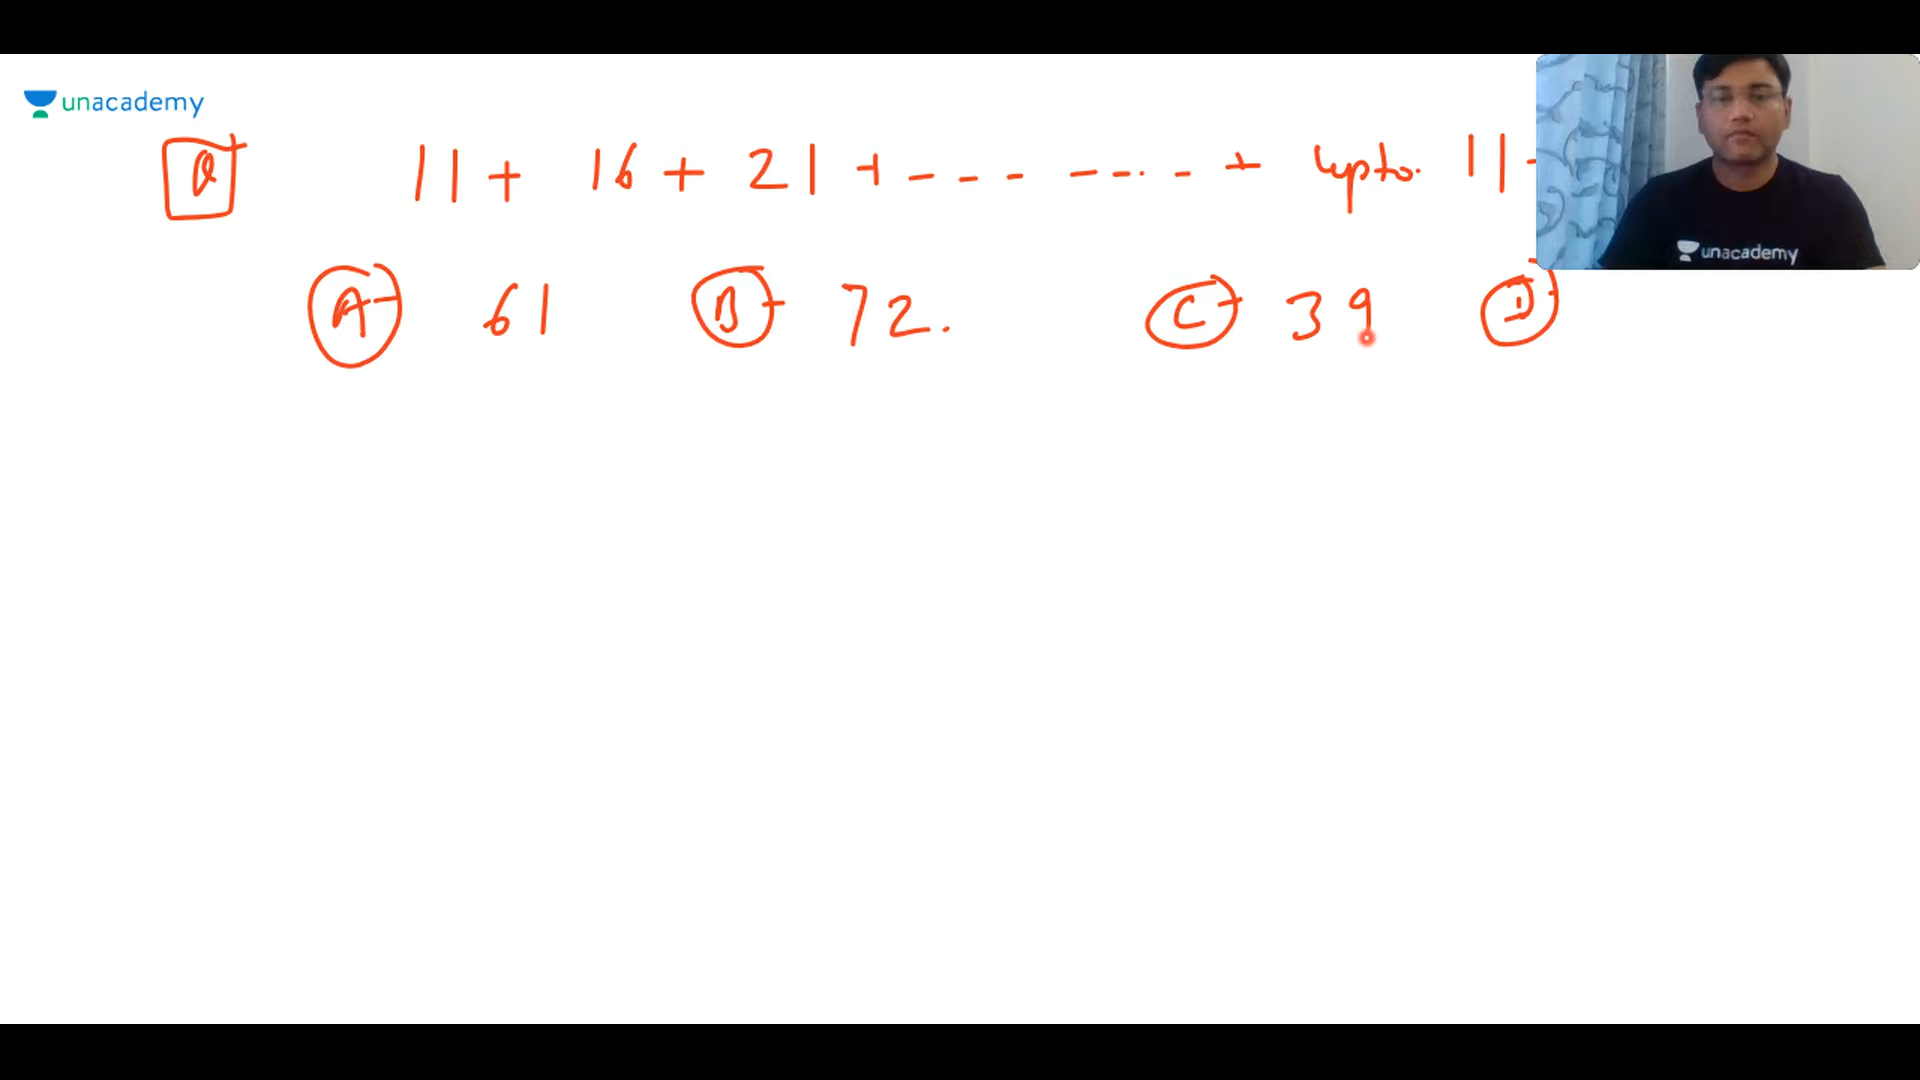 unacademy
Q 11 + 16 + 21 + - - - - - - - + upto. 11-
unacademy
A 61 B 72. C 39 D